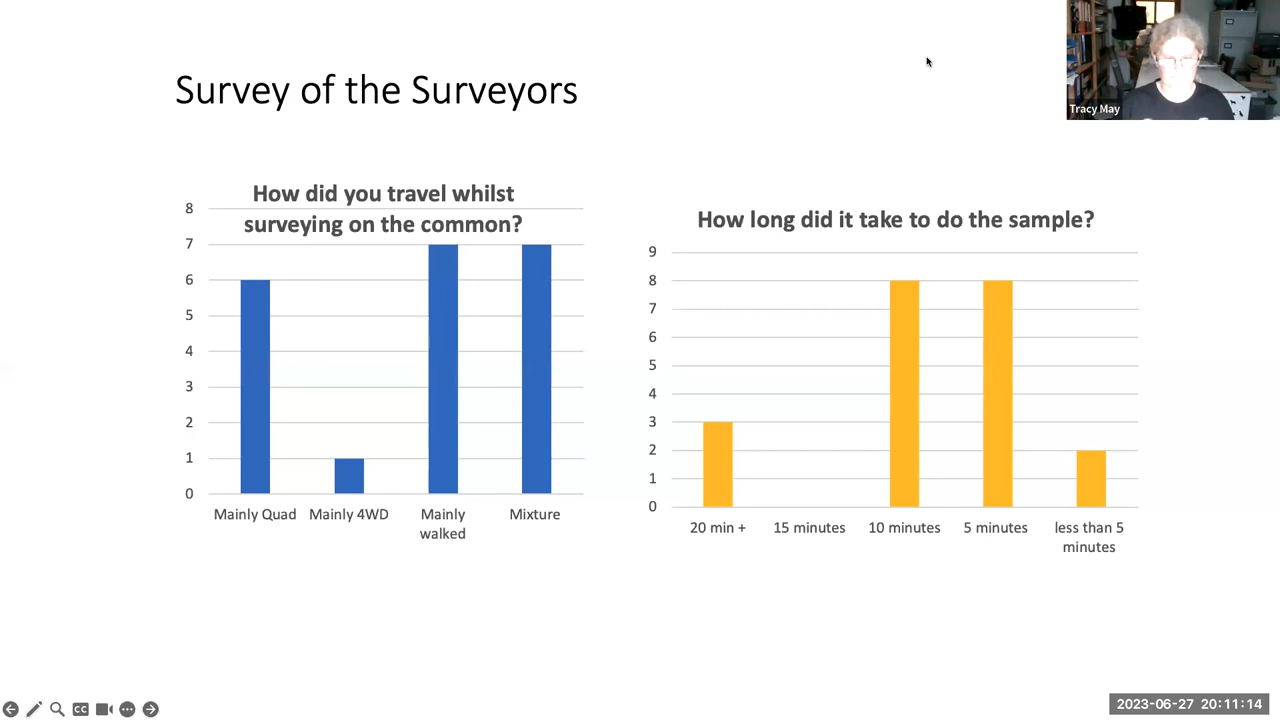 Survey of the Surveyors
Tracy May
How did you travel whilst
surveying on the common?
8
7
6
5
4
3
2
1
0
Mainly Quad
Mainly 4WD
Mainly
walked
Mixture
How long did it take to do the sample?
9
8
7
6
5
4
3
2
1
0
20 min +
15 minutes
10 minutes
5 minutes
less than 5
minutes
CC
2023-06-27 20:11:14